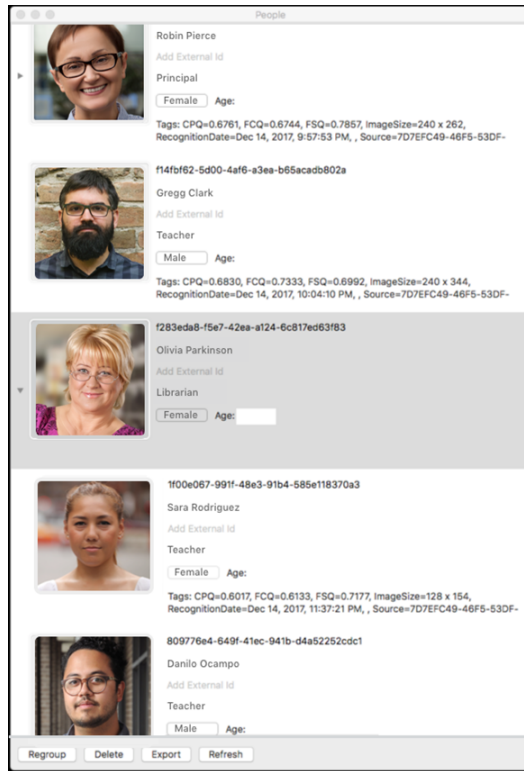 People
Robin Pierce
Add External Id
Principal
Female Age:
Tags: CPQ=0.6761, FCQ=0.6744, FSQ=0.7857, ImageSize=240 x 262,
RecognitionDate=Dec 14, 2017, 9:57:53 PM, , Source=7D7EFC49-46F5-53DF-
f14fbf62-5d00-4af6-a3ea-b65acadb802a
Gregg Clark
Add External Id
Teacher
Male Age:
Tags: CPQ=0.6830, FCQ=0.7333, FSQ=0.6992, ImageSize=240 x 344,
RecognitionDate=Dec 14, 2017, 10:04:10 PM, , Source=7D7EFC49-46F5-53DF-
f283eda8-f5e7-42ea-a124-6c817ed63f83
Olivia Parkinson
Add External Id
Librarian
Female Age:
1f00e067-991f-48e3-91b4-585e118370a3
Sara Rodriguez
Add External Id
Teacher
Female Age:
Tags: CPQ=0.6017, FCQ=0.6133, FSQ=0.7177, ImageSize=128 x 154,
RecognitionDate=Dec 14, 2017, 11:37:21 PM, , Source=7D7EFC49-46F5-53DF-
809776e4-649f-41ec-941b-d4a52252cdc1
Danilo Ocampo
Add External Id
Teacher
Male Age:
Regroup Delete Export Refresh